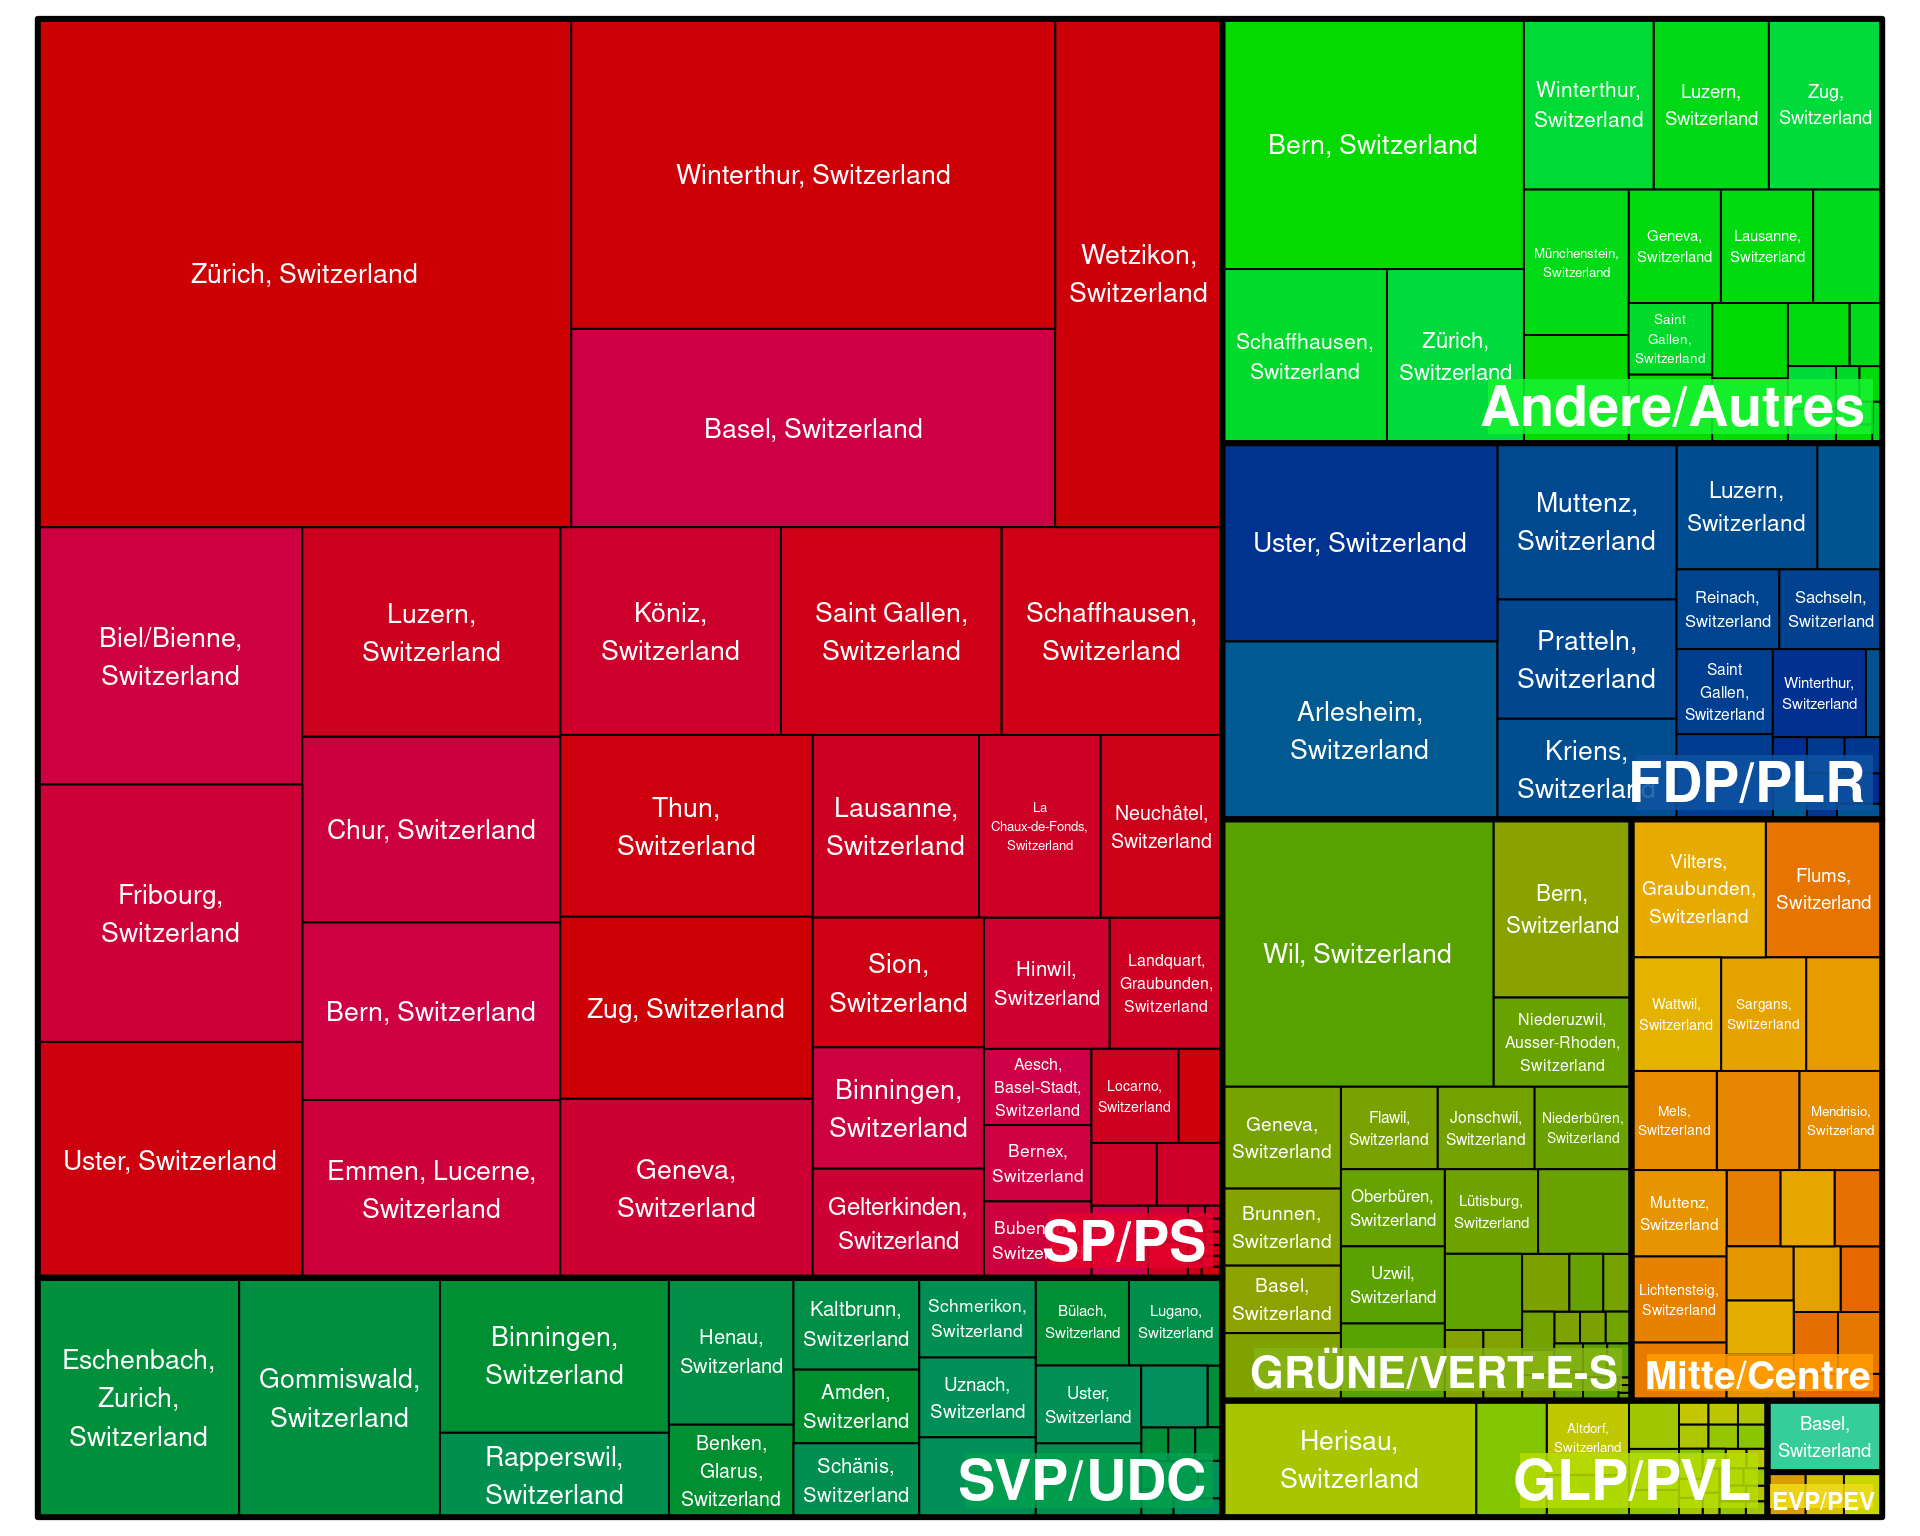 Zürich, Switzerland
Winterthur, Switzerland
Basel, Switzerland
Wetzikon,
Switzerland
Biel/Bienne,
Switzerland
Fribourg,
Switzerland
Uster, Switzerland
Luzern,
Switzerland
Chur, Switzerland
Bern, Switzerland
Emmen, Lucerne,
Switzerland
Köniz,
Switzerland
Saint Gallen,
Switzerland
Schaffhausen,
Switzerland
Thun,
Switzerland
Zug, Switzerland
Geneva,
Switzerland
Lausanne,
Switzerland
La
Chaux-de-Fonds,
Switzerland
Neuchâtel,
Switzerland
Sion,
Switzerland
Binningen,
Switzerland
Gelterkinden,
Switzerland
Hinwil,
Switzerland
Landquart,
Graubunden,
Switzerland
Aesch,
Basel-Stadt,
Switzerland
Bernex,
Switzerland
Locarno,
Switzerland
SP/PS
Eschenbach,
Zurich,
Switzerland
Gommiswald,
Switzerland
Binningen,
Switzerland
Rapperswil,
Switzerland
Henau,
Switzerland
Benken,
Glarus,
Switzerland
Kaltbrunn,
Switzerland
Amden,
Switzerland
Schänis,
Switzerland
Schmerikon,
Switzerland
Uznach,
Switzerland
Bülach,
Switzerland
Lugano,
Switzerland
Uster,
Switzerland
SVP/UDC
Bern, Switzerland
Schaffhausen,
Switzerland
Zürich,
Switzerland
Winterthur,
Switzerland
Luzern,
Switzerland
Zug,
Switzerland
Münchenstein,
Switzerland
Geneva,
Switzerland
Lausanne,
Switzerland
Saint
Gallen,
Switzerland
Andere/Autres
Uster, Switzerland
Arlesheim,
Switzerland
Muttenz,
Switzerland
Pratteln,
Switzerland
Kriens,
Switzerland
Luzern,
Switzerland
Reinach,
Switzerland
Sachseln,
Switzerland
Saint
Gallen,
Switzerland
Winterthur,
Switzerland
FDP/PLR
Wil, Switzerland
Bern,
Switzerland
Niederuzwil,
Ausser-Rhoden,
Switzerland
Geneva,
Switzerland
Brunnen,
Switzerland
Basel,
Switzerland
Flawil,
Switzerland
Jonschwil,
Switzerland
Niederbüren,
Switzerland
Oberbüren,
Switzerland
Lütisburg,
Switzerland
Uzwil,
Switzerland
GRÜNE/VERT-E-S
Vilters,
Graubunden,
Switzerland
Flums,
Switzerland
Wattwil,
Switzerland
Sargans,
Switzerland
Mels,
Switzerland
Mendrisio,
Switzerland
Muttenz,
Switzerland
Lichtensteig,
Switzerland
Mitte/Centre
Herisau,
Switzerland
Altdorf,
Switzerland
GLP/PVL
Basel,
Switzerland
EVP/PEV